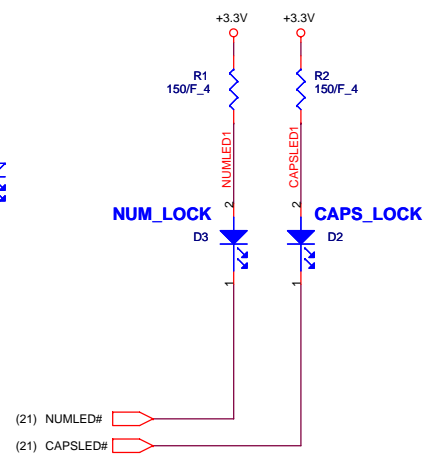 +3.3V +3.3V
R1 R2
150/F_4 150/F_4
NUMLED1 CAPSLED1
2 2
NUM_LOCK CAPS_LOCK
D3 D2
1 1
(21) NUMLED#
(21) CAPSLED#